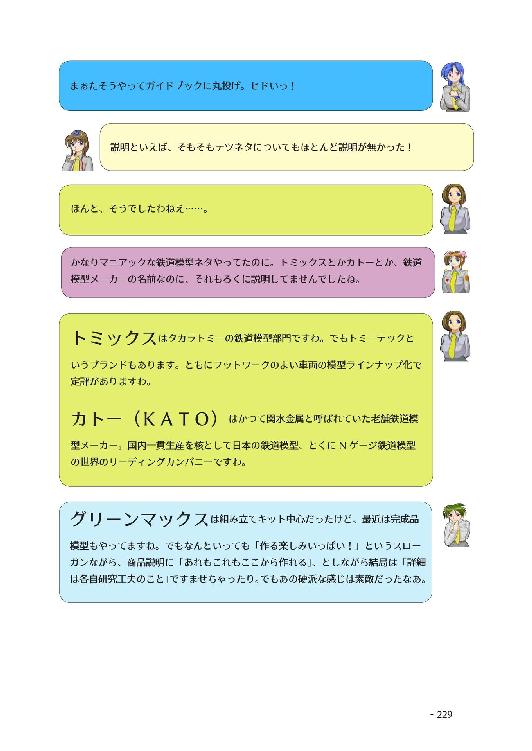 まぁたそうやってガイドブックに丸投げ。ヒドいっ！
説明といえば、そもそもテツネタについてもほとんど説明が無かった！
ほんと、そうでしたわねえ……。
かなりマニアックな鉄道模型ネタやってたのに。トミックスとかカトーとか、鉄道
模型メーカーの名前なのに、それもろくに説明してませんでしたね。
トミックスはタカラトミーの鉄道模型部門ですわ。でもトミーテックと
いうブランドもあります。ともにフットワークのよい車両の模型ラインナップ化で
定評がありますわ。
カトー（ＫＡＴＯ）はかつて関水金属と呼ばれていた老舗鉄道模
型メーカー。国内一貫生産を核として日本の鉄道模型、とくに N ゲージ鉄道模型
の世界のリーディングカンパニーですわ。
グリーンマックスは組み立てキット中心だったけど、最近は完成品
模型もやってますね。でもなんといっても「作る楽しみいっぱい！」というスロー
ガンながら、商品説明に「あれもこれもここから作れる」、としながら結局は「詳細
は各自研究工夫のこと」ですませちゃったり。でもあの硬派な感じは素敵だったなあ。
- 229